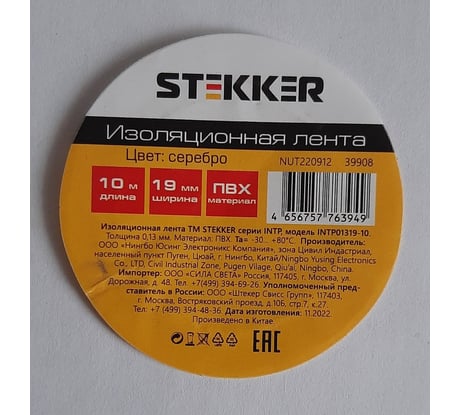 STEKKER
Изоляционная лента
Цвет: серебро
NUT220912 39908
10 м длина
19 мм ширина
ПВХ материал
4 656757 763949
Изоляционная лента ТМ STEKKER серии INTP, модель INTP01319-10.
Толщина 0,13 мм. Материал: ПВХ. Ta= -30... +80°C. Производитель:
ООО «Нингбо Юсинг Электроникс Компания», зона Цивил Индастриал,
населенный пункт Пуген, Цюай, г. Нингбо, Китай/Ningbo Yusing Electronics
Co., LTD, Civil Industrial Zone, Pugen Vilage, Qiu'ai, Ningbo, China.
Импортер: ООО «СИЛА СВЕТА» Россия, 117405, г. Москва, ул.
Дорожная, д. 48, Тел. +7 (499) 394-69-26 Уполномоченный пред-
ставитель в России: ООО «Штекер Свисс Групп», 117403,
г. Москва, Востряковский проезд, д.10б, стр.7, к.27.
Тел: +7 (499) 394-48-36 Дата изготовления: 11.2022.
Произведено в Китае
EAC